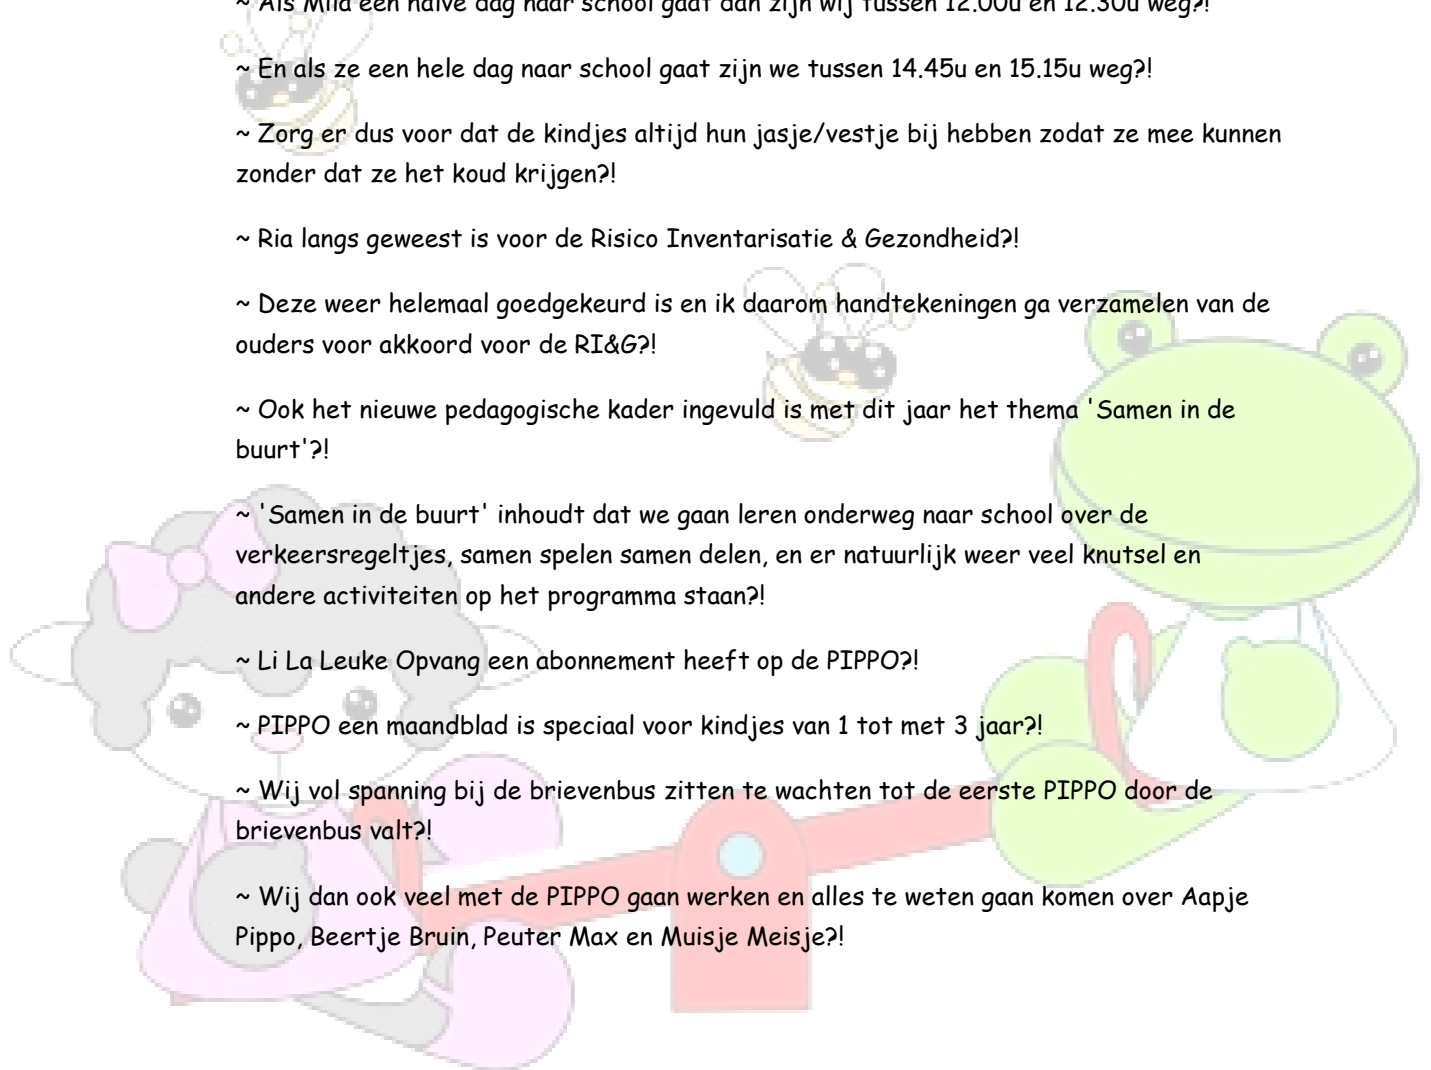 ~ Als Mila een halve dag naar school gaat dan zijn wij tussen 12.00u en 12.30u weg?!
~ En als ze een hele dag naar school gaat zijn we tussen 14.45u en 15.15u weg?!
~ Zorg er dus voor dat de kindjes altijd hun jasje/vestje bij hebben zodat ze mee kunnen
zonder dat ze het koud krijgen?!
~ Ria langs geweest is voor de Risico Inventarisatie & Gezondheid?!
~ Deze weer helemaal goedgekeurd is en ik daarom handtekeningen ga verzamelen van de
ouders voor akkoord voor de RI&G?!
~ Ook het nieuwe pedagogische kader ingevuld is met dit jaar het thema 'Samen in de
buurt'?!
~ 'Samen in de buurt' inhoudt dat we gaan leren onderweg naar school over de
verkeersregeltjes, samen spelen samen delen, en er natuurlijk weer veel knutsel en
andere activiteiten op het programma staan?!
~ Li La Leuke Opvang een abonnement heeft op de PIPPO?!
~ PIPPO een maandblad is speciaal voor kindjes van 1 tot met 3 jaar?!
~ Wij vol spanning bij de brievenbus zitten te wachten tot de eerste PIPPO door de
brievenbus valt?!
~ Wij dan ook veel met de PIPPO gaan werken en alles te weten gaan komen over Aapje
Pippo, Beertje Bruin, Peuter Max en Muisje Meisje?!